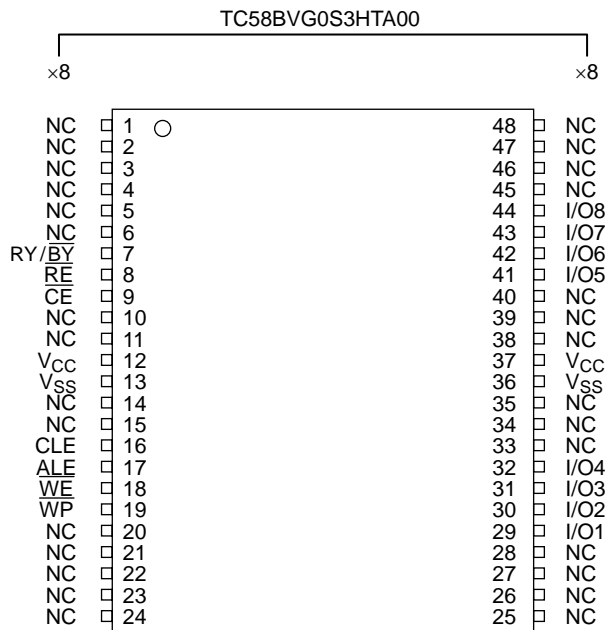 TC58BVG0S3HTA00
×8 ×8
NC 1 48 NC
NC 2 47 NC
NC 3 46 NC
NC 4 45 NC
NC 5 44 I/O8
NC 6 43 I/O7
RY/B̅Y̅ 7 42 I/O6
R̅E̅ 8 41 I/O5
C̅E̅ 9 40 NC
NC 10 39 NC
NC 11 38 NC
VCC 12 37 VCC
VSS 13 36 VSS
NC 14 35 NC
NC 15 34 NC
CLE 16 33 NC
ALE 17 32 I/O4
W̅E̅ 18 31 I/O3
W̅P̅ 19 30 I/O2
NC 20 29 I/O1
NC 21 28 NC
NC 22 27 NC
NC 23 26 NC
NC 24 25 NC